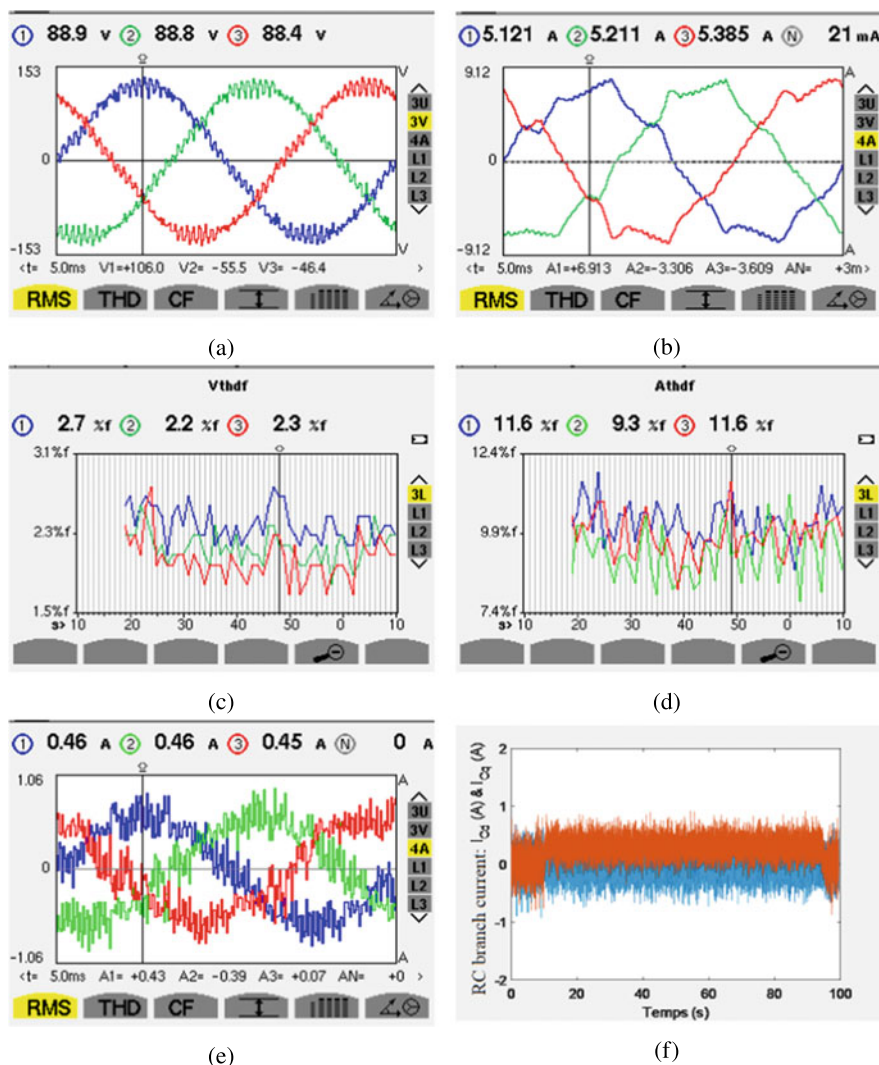 1 88.9 V 2 88.8 V 3 88.4 V
153
V
3U
3V
0
4A
L1
L2
L3
-153
V
<t= 5.0ms V1=+106.0 V2= -55.5 V3= -46.4 >
RMS THD CF
(a)
1 5.121 A 2 5.211 A 3 5.385 A N 21 mA
9.12
A
3U
3V
0
4A
L1
L2
L3
-9.12
A
<t= 5.0ms A1=+6.913 A2=-3.306 A3=-3.609 AN= +3m>
RMS THD CF
(b)
Vthdf
1 2.7 %f 2 2.2 %f 3 2.3 %f
3.1%f
3L
2.3%f
L1
L2
L3
1.5%f
s> 10 20 30 40 50 0 10
(c)
Athdf
1 11.6 %f 2 9.3 %f 3 11.6 %f
12.4%f
3L
9.9%f
L1
L2
L3
7.4%f
s> 10 20 30 40 50 0 10
(d)
1 0.46 A 2 0.46 A 3 0.45 A N 0 A
1.06
A
3U
3V
0
4A
L1
L2
L3
-1.06
A
<t= 5.0ms A1= +0.43 A2= -0.39 A3= +0.07 AN= +0 >
RMS THD CF
(e)
RC branch current: ICd (A) & ICq (A)
2
1
0
-1
-2
0 20 40 60 80 100
Temps (s)
(f)